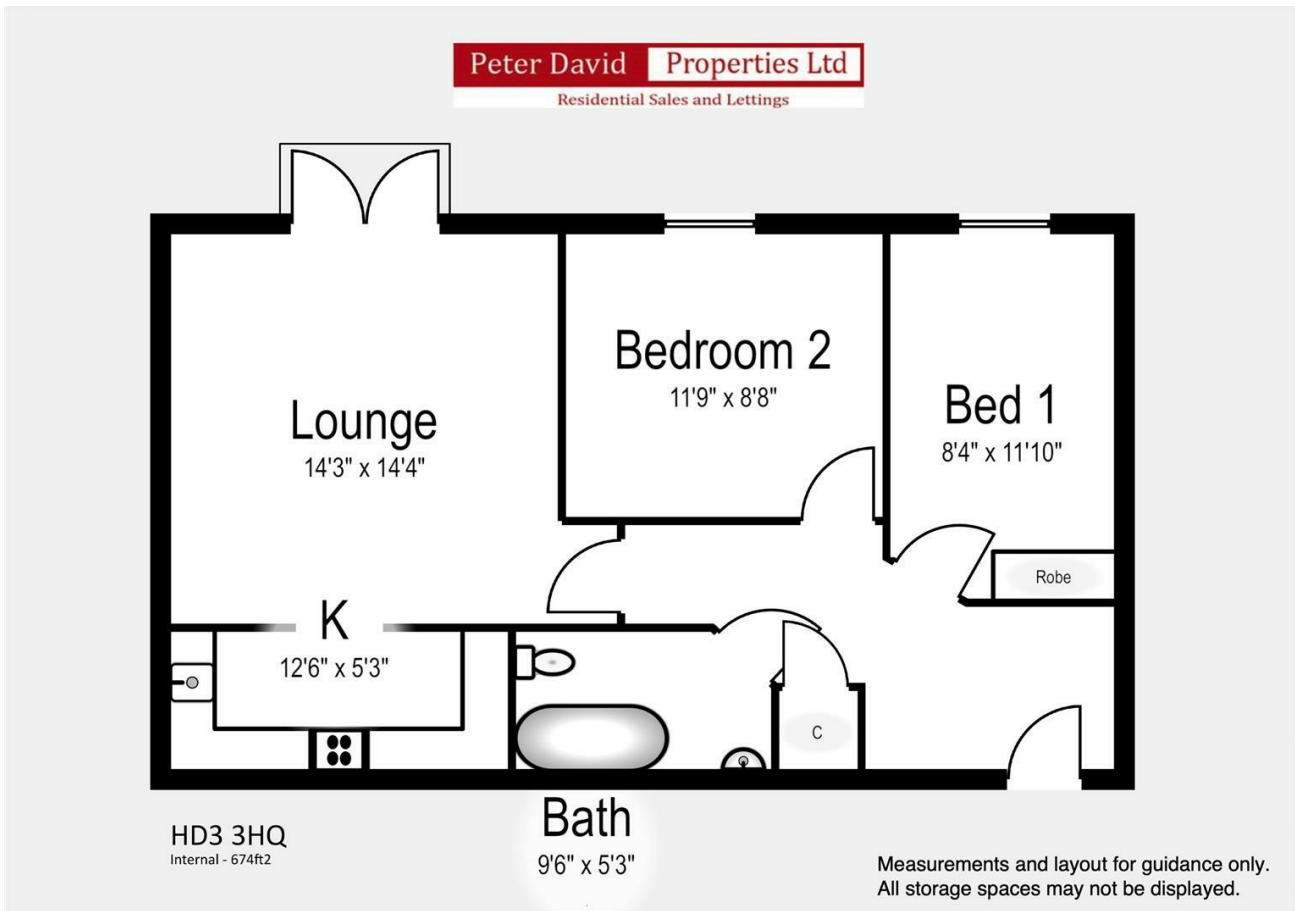 Peter David Properties Ltd
Residential Sales and Lettings
Bedroom 2
11'9" x 8'8"
Bed 1
8'4" x 11'10"
Lounge
14'3" x 14'4"
Robe
K
12'6" x 5'3"
C
Bath
9'6" x 5'3"
HD3 3HQ
Internal - 674ft2
Measurements and layout for guidance only.
All storage spaces may not be displayed.